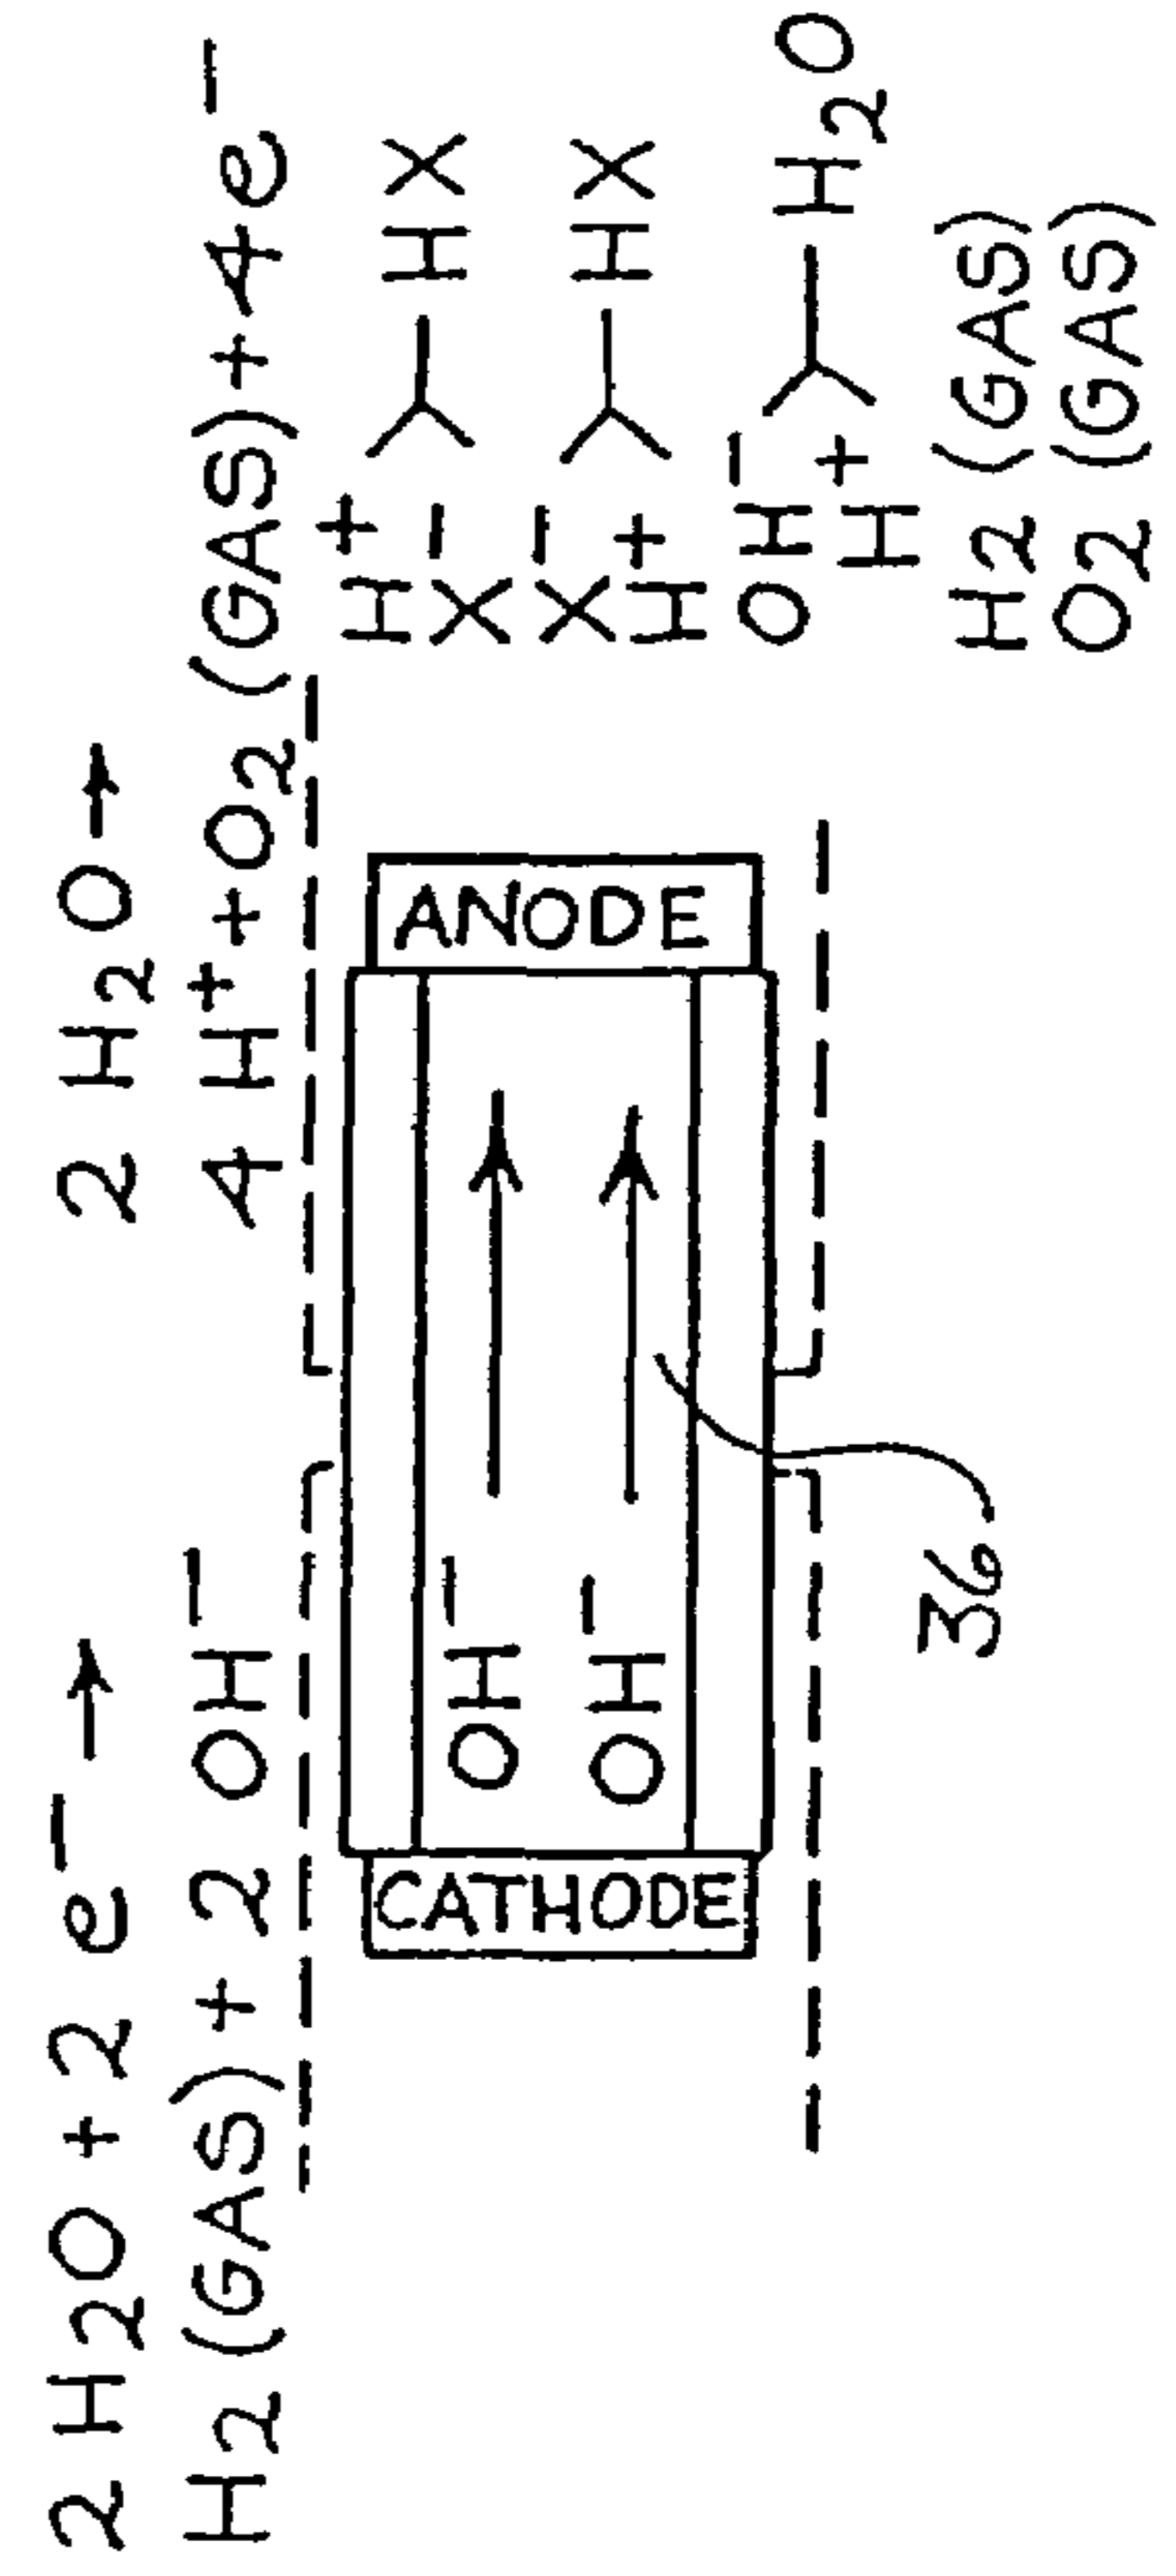 2 H2O + 2 e- →
H2 (GAS) + 2 OH-
2 H2O →
4 H+ + O2 (GAS) + 4e-
CATHODE
OH-
OH-
ANODE
36
H+
X-
HX
X-
H+
HX
OH-
H+
H2O
H2 (GAS)
O2 (GAS)